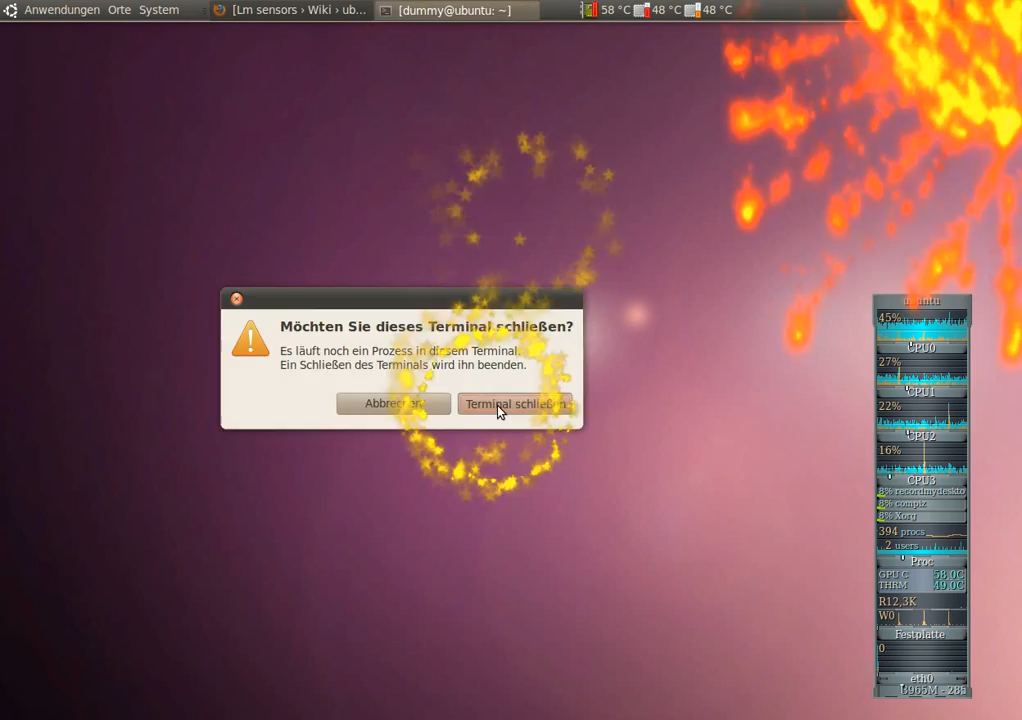 Anwendungen Orte System [Lm sensors › Wiki › ub... [dummy@ubuntu: ~] 58 °C 48 °C 48 °C
Möchten Sie dieses Terminal schließen?
Es läuft noch ein Prozess in diesem Terminal.
Ein Schließen des Terminals wird ihn beenden.
Abbrechen Terminal schließen
ubuntu
45%
CPU0
27%
CPU1
22%
CPU2
16%
CPU3
8% recordmydeskto
8% compiz
8% Xorg
394 procs
2 users
Proc
GPU C 58.0C
THRM 49.0C
R12,3K
W0
Festplatte
0
eth0